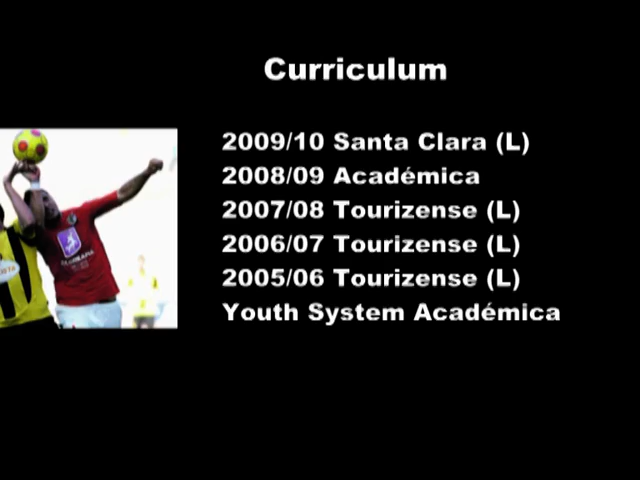 Curriculum
2009/10 Santa Clara (L)
2008/09 Académica
2007/08 Tourizense (L)
2006/07 Tourizense (L)
2005/06 Tourizense (L)
Youth System Académica